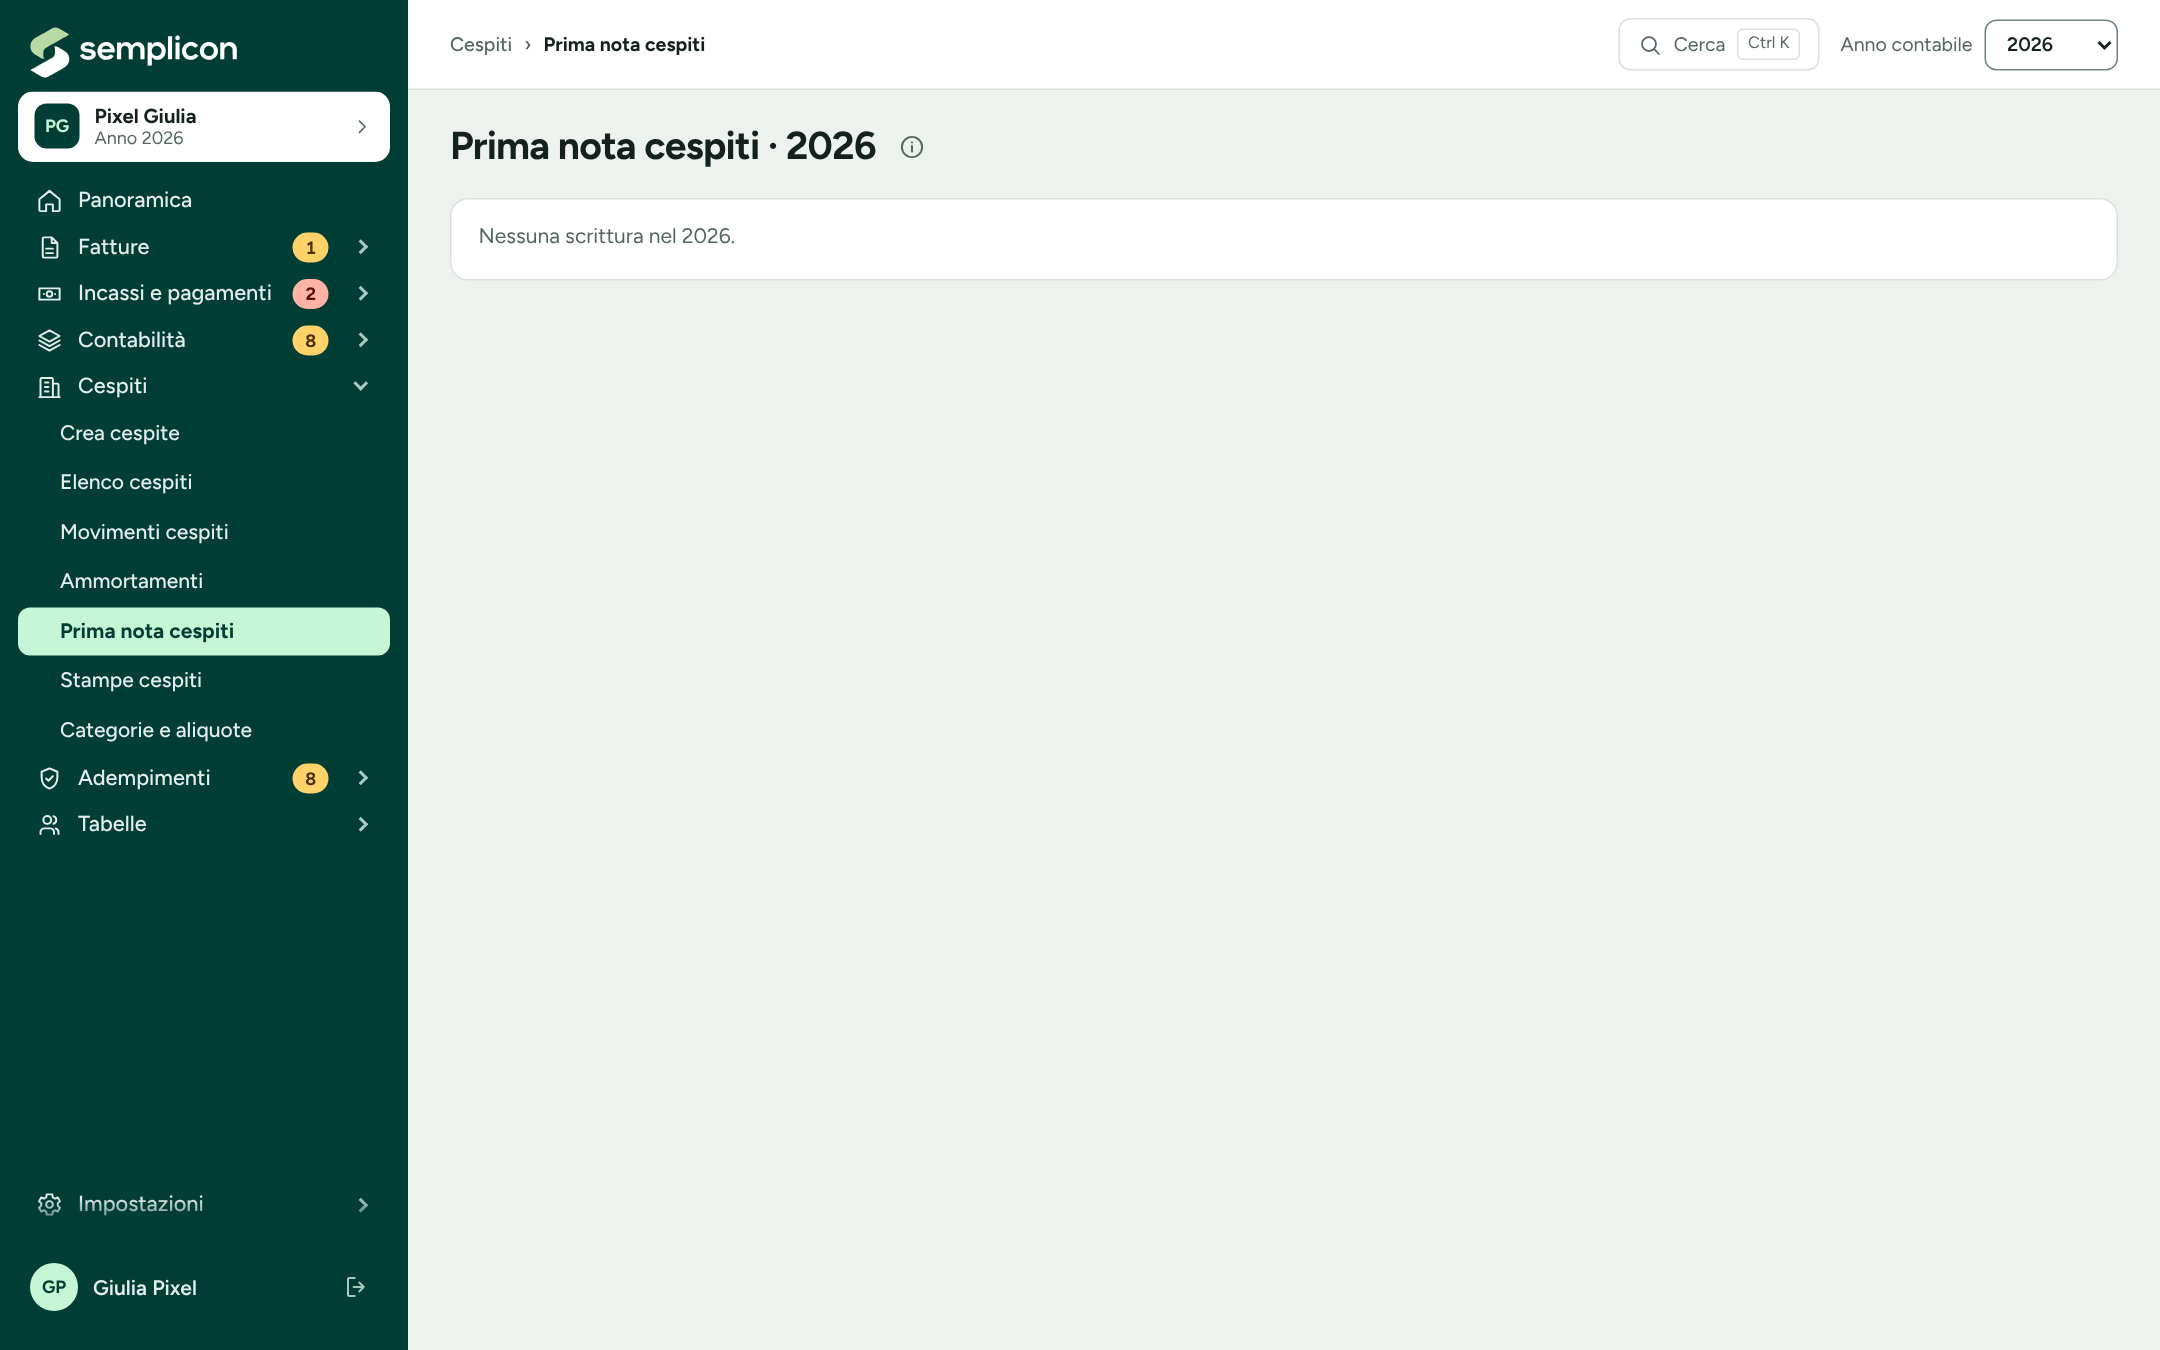 semplicon
PG
Pixel Giulia
Anno 2026
Panoramica
Fatture 1
Incassi e pagamenti 2
Contabilità 8
Cespiti
Crea cespite
Elenco cespiti
Movimenti cespiti
Ammortamenti
Prima nota cespiti
Stampe cespiti
Categorie e aliquote
Adempimenti 8
Tabelle
Impostazioni
GP Giulia Pixel
Cespiti › Prima nota cespiti
Cerca Ctrl K Anno contabile 2026
Prima nota cespiti · 2026
Nessuna scrittura nel 2026.